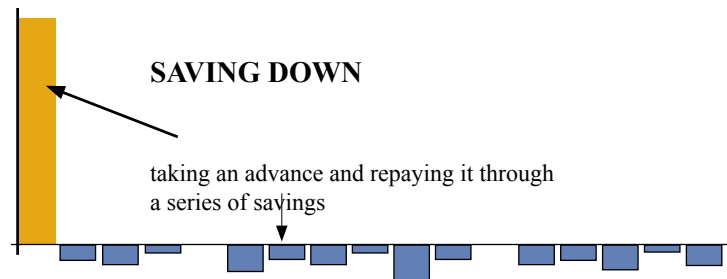 SAVING DOWN
taking an advance and repaying it through
a series of savings